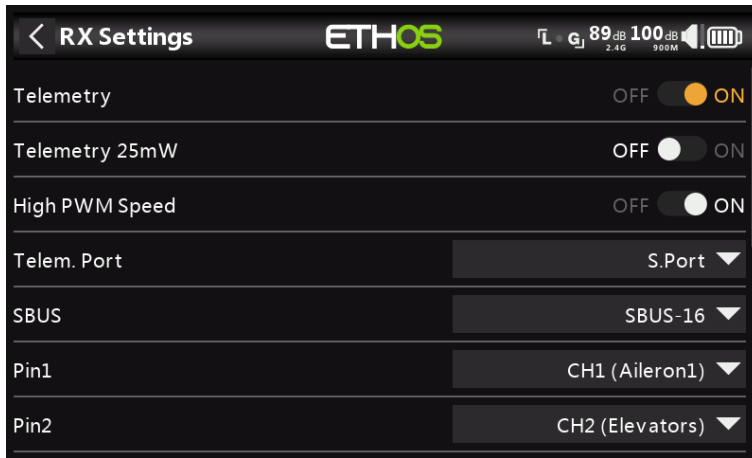 RX Settings ETHOS L G 89dB 2.4G 100dB 900M
Telemetry OFF ON
Telemetry 25mW OFF ON
High PWM Speed OFF ON
Telem. Port S.Port
SBUS SBUS-16
Pin1 CH1 (Aileron1)
Pin2 CH2 (Elevators)